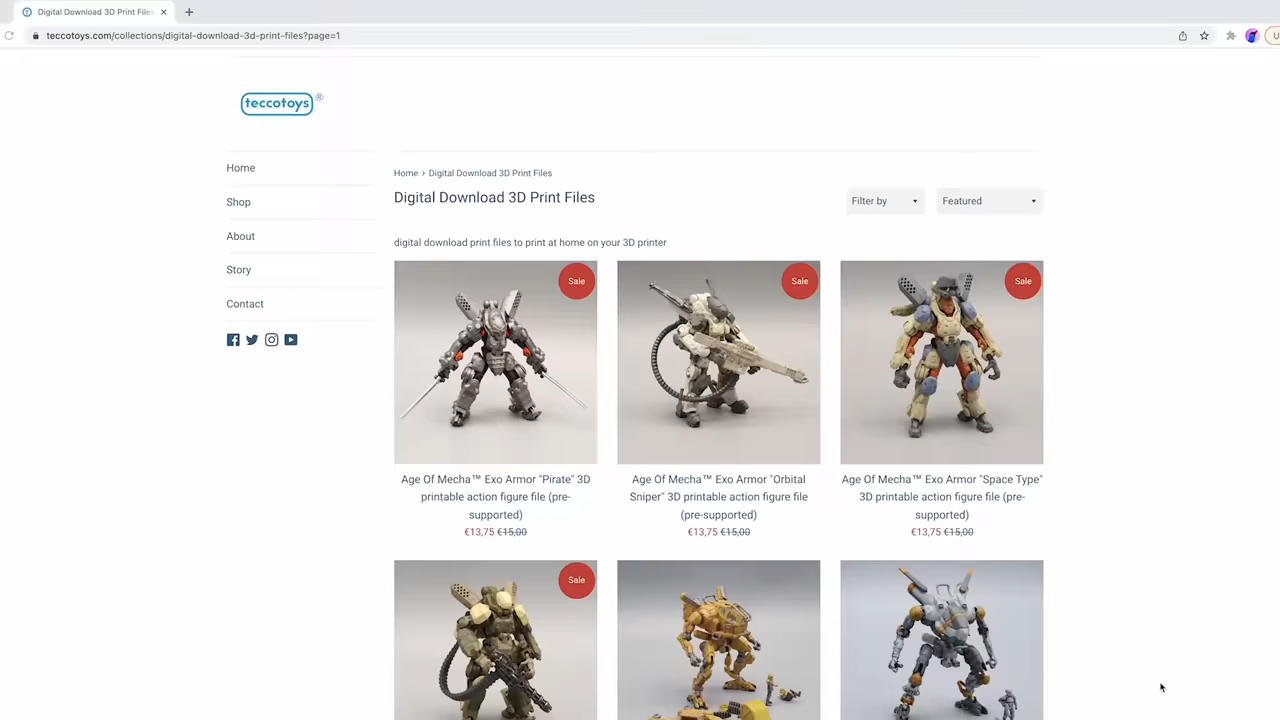 Digital Download 3D Print Files
teccotoys.com/collections/digital-download-3d-print-files?page=1
U
teccotoys®
Home
Shop
About
Story
Contact
Home › Digital Download 3D Print Files
Digital Download 3D Print Files
Filter by
Featured
digital download print files to print at home on your 3D printer
Sale
Sale
Sale
Age Of Mecha™ Exo Armor "Pirate" 3D
printable action figure file (pre-
supported)
€13,75 €15,00
Age Of Mecha™ Exo Armor "Orbital
Sniper" 3D printable action figure file
(pre-supported)
€13,75 €15,00
Age Of Mecha™ Exo Armor "Space Type"
3D printable action figure file (pre-
supported)
€13,75 €15,00
Sale